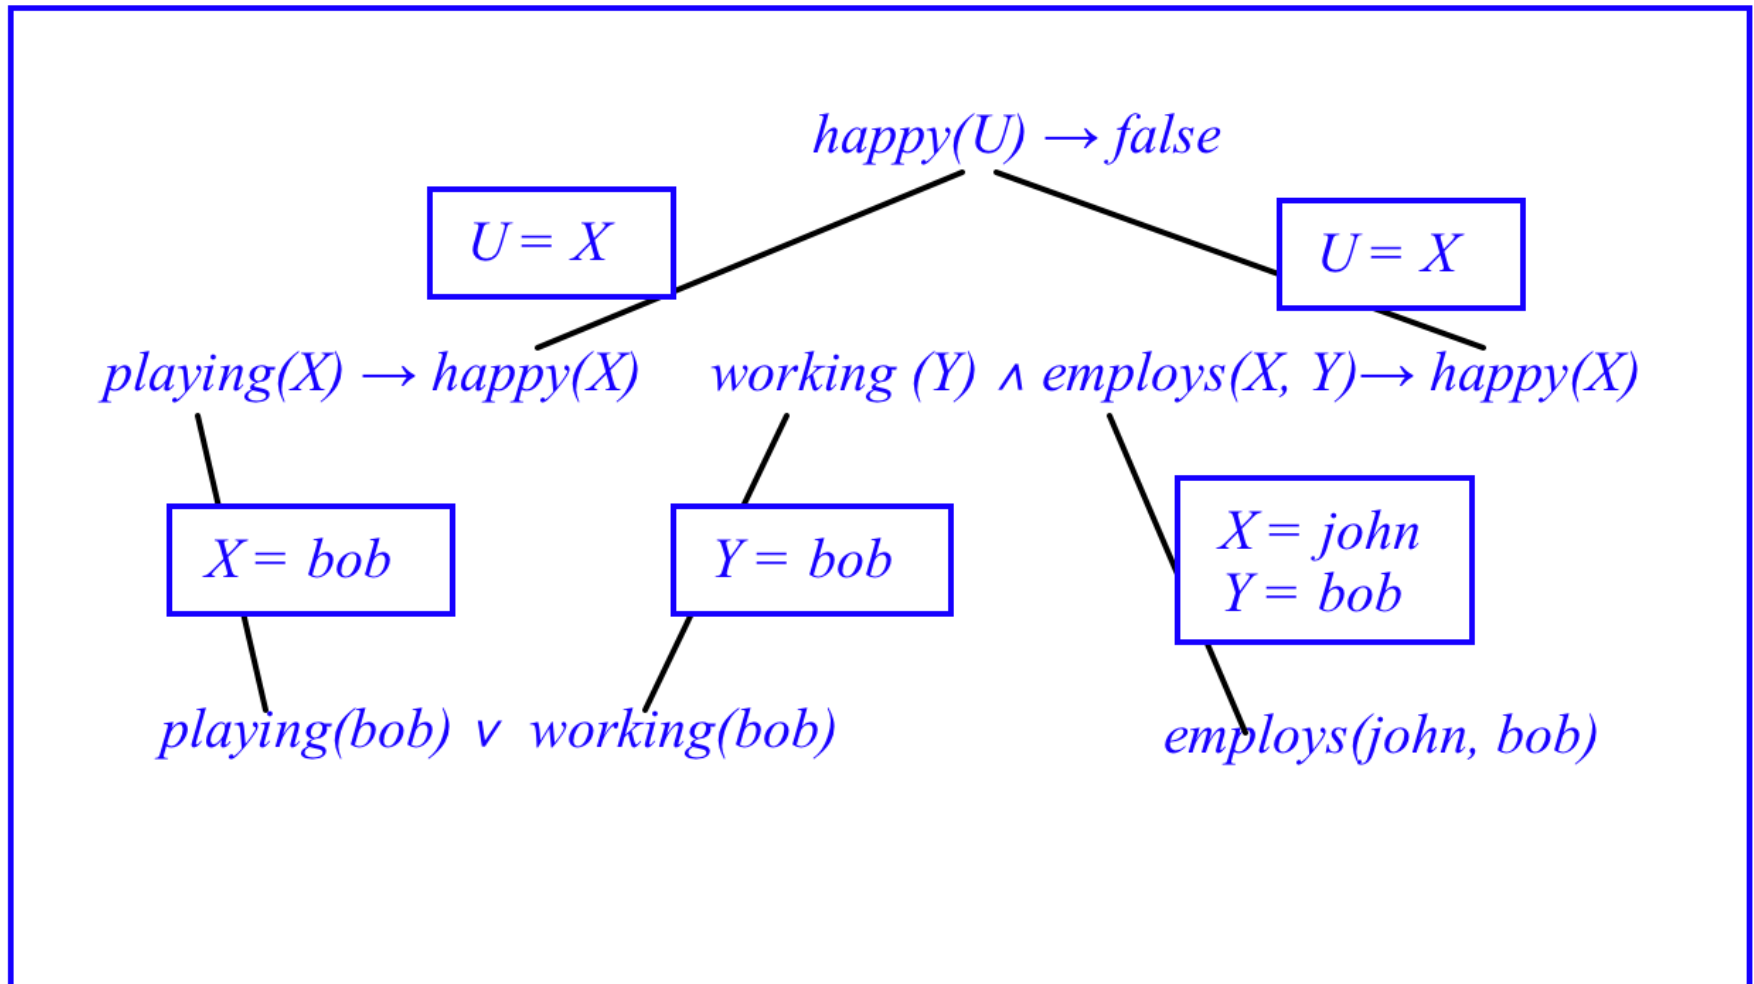 happy(U) → false
U = X
U = X
playing(X) → happy(X)
working (Y) ∧ employs(X, Y)→ happy(X)
X = bob
Y = bob
X = john
Y = bob
playing(bob) ∨ working(bob)
employs(john, bob)